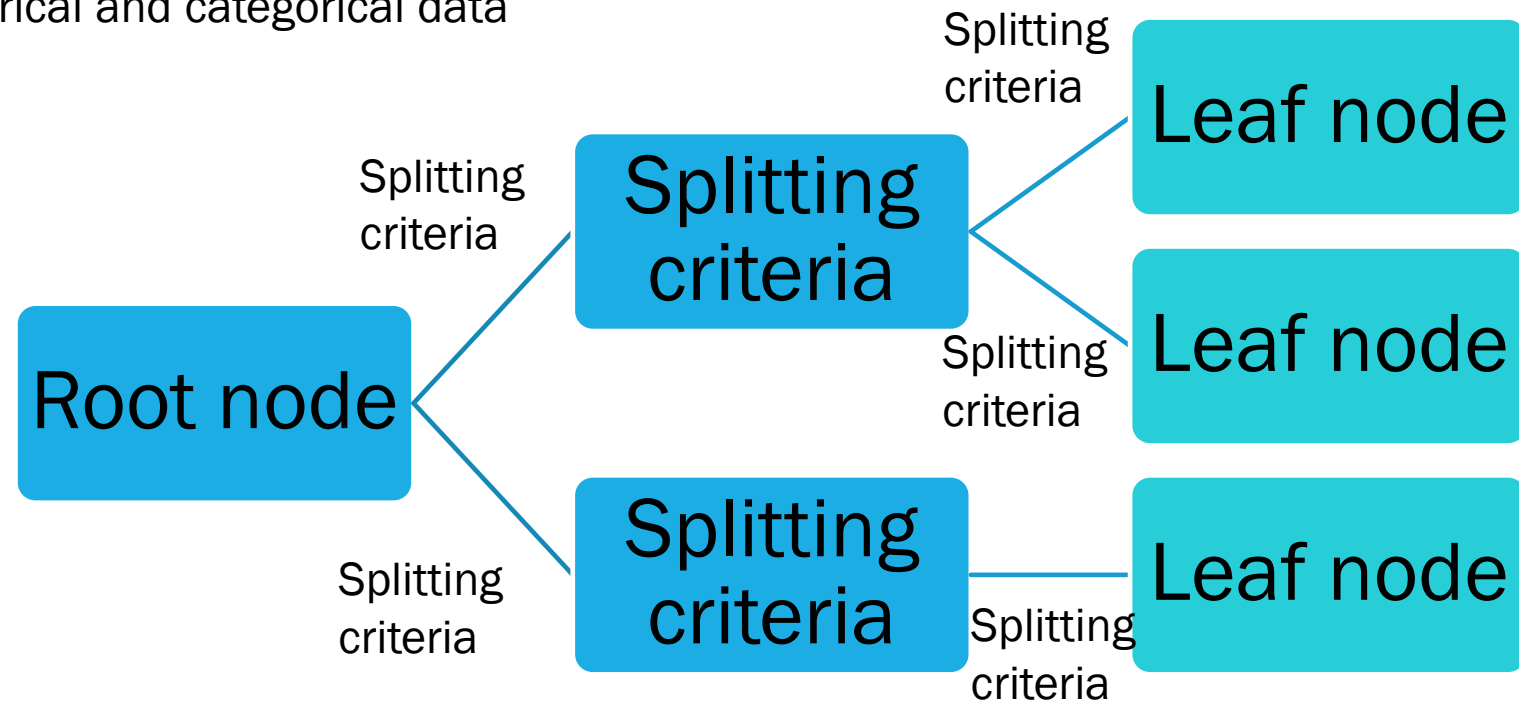 and categorical data
Splitting
criteria
Leaf node
Splitting
criteria
Splitting
criteria
Leaf node
Splitting
criteria
Root node
Splitting
criteria
Leaf node
Splitting
criteria
Splitting
criteria